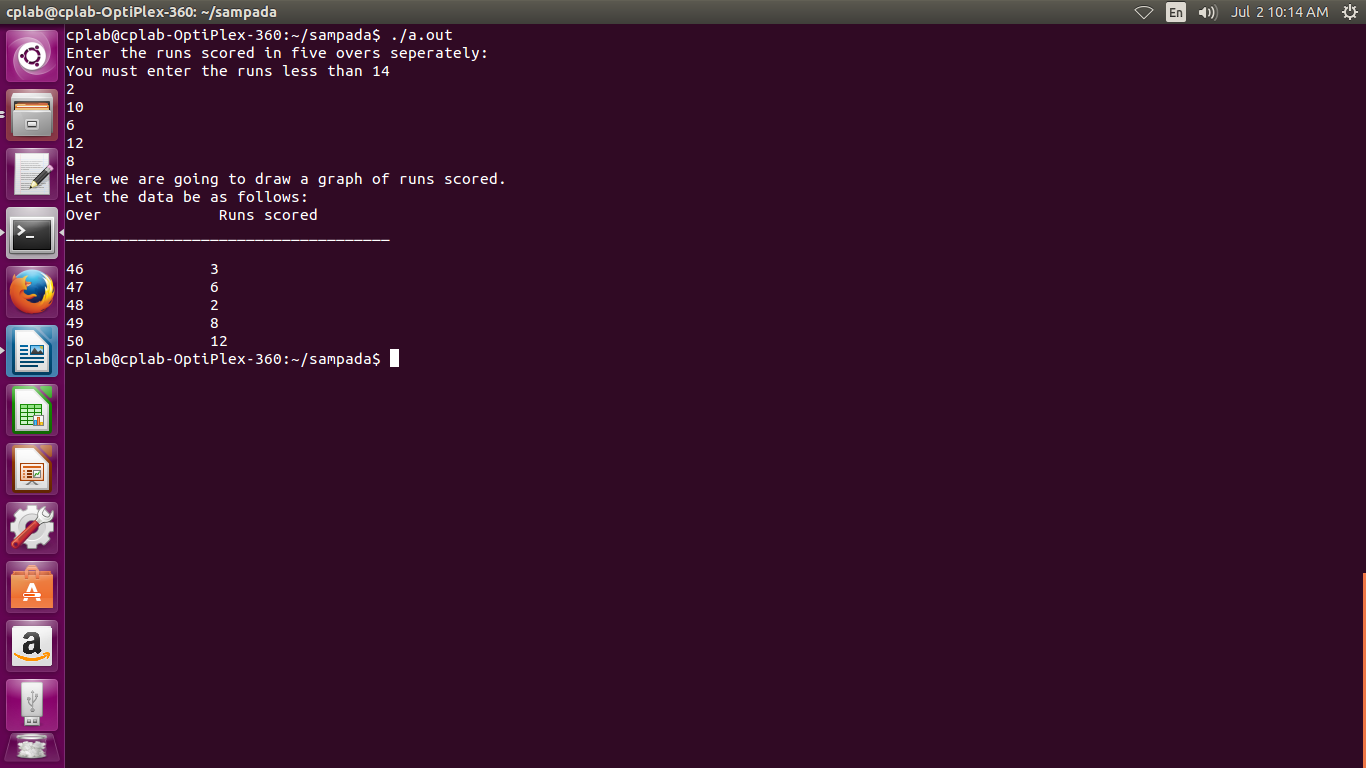 cplab@cplab-OptiPlex-360: ~/sampada
En
Jul 2 10:14 AM
cplab@cplab-OptiPlex-360:~/sampada$ ./a.out
Enter the runs scored in five overs seperately:
You must enter the runs less than 14
2
10
6
12
8
Here we are going to draw a graph of runs scored.
Let the data be as follows:
Over Runs scored
____________________________________
46 3
47 6
48 2
49 8
50 12
cplab@cplab-OptiPlex-360:~/sampada$